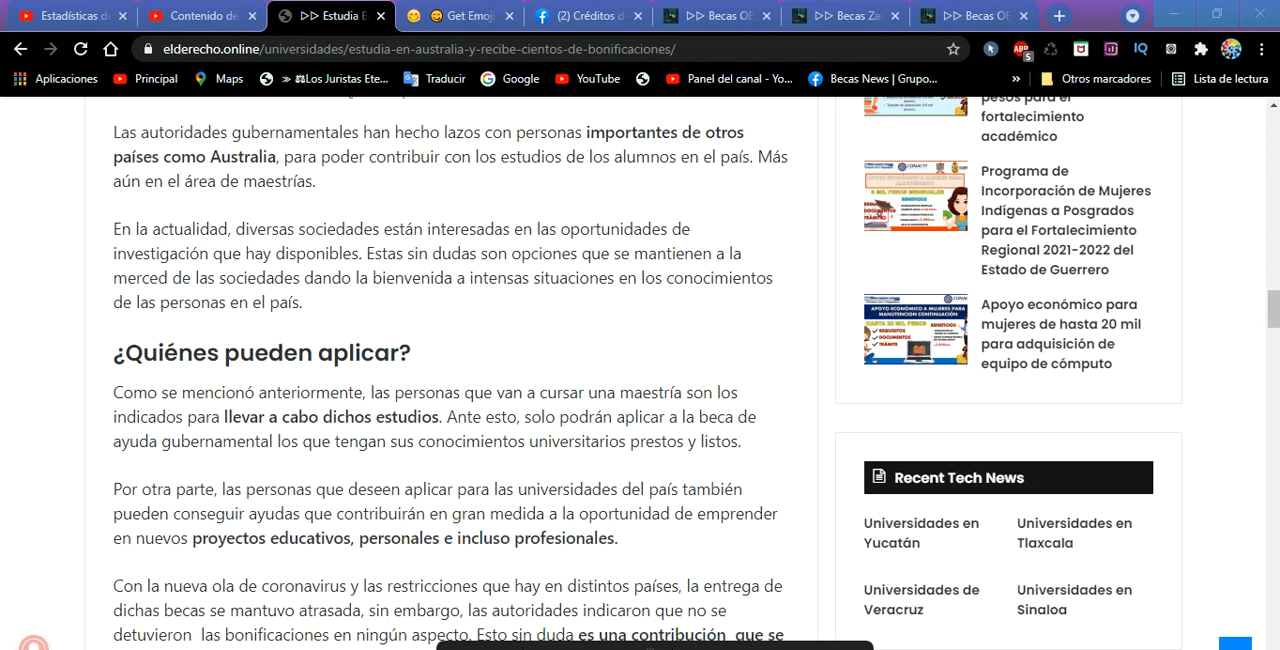 Estadísticas de
Contenido de
▷▷ Estudia E
😋 Get Emoj
(2) Créditos d
▷▷ Becas OE
▷▷ Becas Za
▷▷ Becas OE
elderecho.online/universidades/estudia-en-australia-y-recibe-cientos-de-bonificaciones/
ABP
5
IQ
Aplicaciones
Principal
Maps
» ⚖Los Juristas Ete...
Traducir
Google
YouTube
Panel del canal - Yo...
Becas News | Grupo...
»
Otros marcadores
Lista de lectura
Las autoridades gubernamentales han hecho lazos con personas importantes de otros
países como Australia, para poder contribuir con los estudios de los alumnos en el país. Más
aún en el área de maestrías.
En la actualidad, diversas sociedades están interesadas en las oportunidades de
investigación que hay disponibles. Estas sin dudas son opciones que se mantienen a la
merced de las sociedades dando la bienvenida a intensas situaciones en los conocimientos
de las personas en el país.
¿Quiénes pueden aplicar?
Como se mencionó anteriormente, las personas que van a cursar una maestría son los
indicados para llevar a cabo dichos estudios. Ante esto, solo podrán aplicar a la beca de
ayuda gubernamental los que tengan sus conocimientos universitarios prestos y listos.
Por otra parte, las personas que deseen aplicar para las universidades del país también
pueden conseguir ayudas que contribuirán en gran medida a la oportunidad de emprender
en nuevos proyectos educativos, personales e incluso profesionales.
Con la nueva ola de coronavirus y las restricciones que hay en distintos países, la entrega de
dichas becas se mantuvo atrasada, sin embargo, las autoridades indicaron que no se
detuvieron las bonificaciones en ningún aspecto. Esto sin duda es una contribución que se
pesos para el
fortalecimiento
académico
Programa de
Incorporación de Mujeres
Indígenas a Posgrados
para el Fortalecimiento
Regional 2021-2022 del
Estado de Guerrero
Apoyo económico para
mujeres de hasta 20 mil
para adquisición de
equipo de cómputo
Recent Tech News
Universidades en
Yucatán
Universidades en
Tlaxcala
Universidades de
Veracruz
Universidades en
Sinaloa